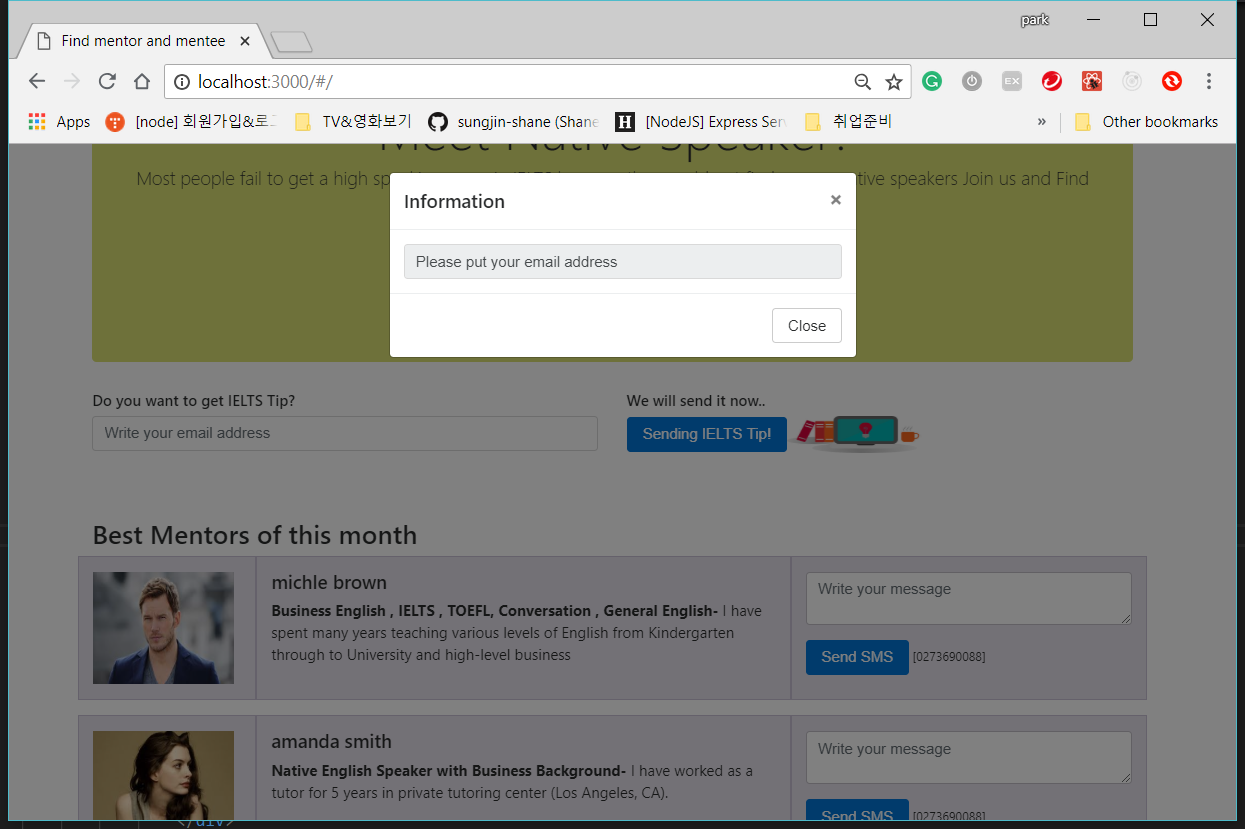 park
Find mentor and mentee
localhost:3000/#/
EX
Apps
[node] 회원가입&로
TV&영화보기
sungjin-shane (Shane
H
[NodeJS] Express Ser
취업준비
»
Other bookmarks
Meet Native Speaker!
Most people fail to get a high
speakers Join us and Find
Information
×
Please put your email address
Close
Do you want to get IELTS Tip?
We will send it now..
Write your email address
Sending IELTS Tip!
Best Mentors of this month
michle brown
Business English , IELTS , TOEFL, Conversation , General English- I have
spent many years teaching various levels of English from Kindergarten
through to University and high-level business
Write your message
Send SMS
[0273690088]
amanda smith
Native English Speaker with Business Background- I have worked as a
tutor for 5 years in private tutoring center (Los Angeles, CA).
Write your message
Send SMS
[0273690088]
</div>